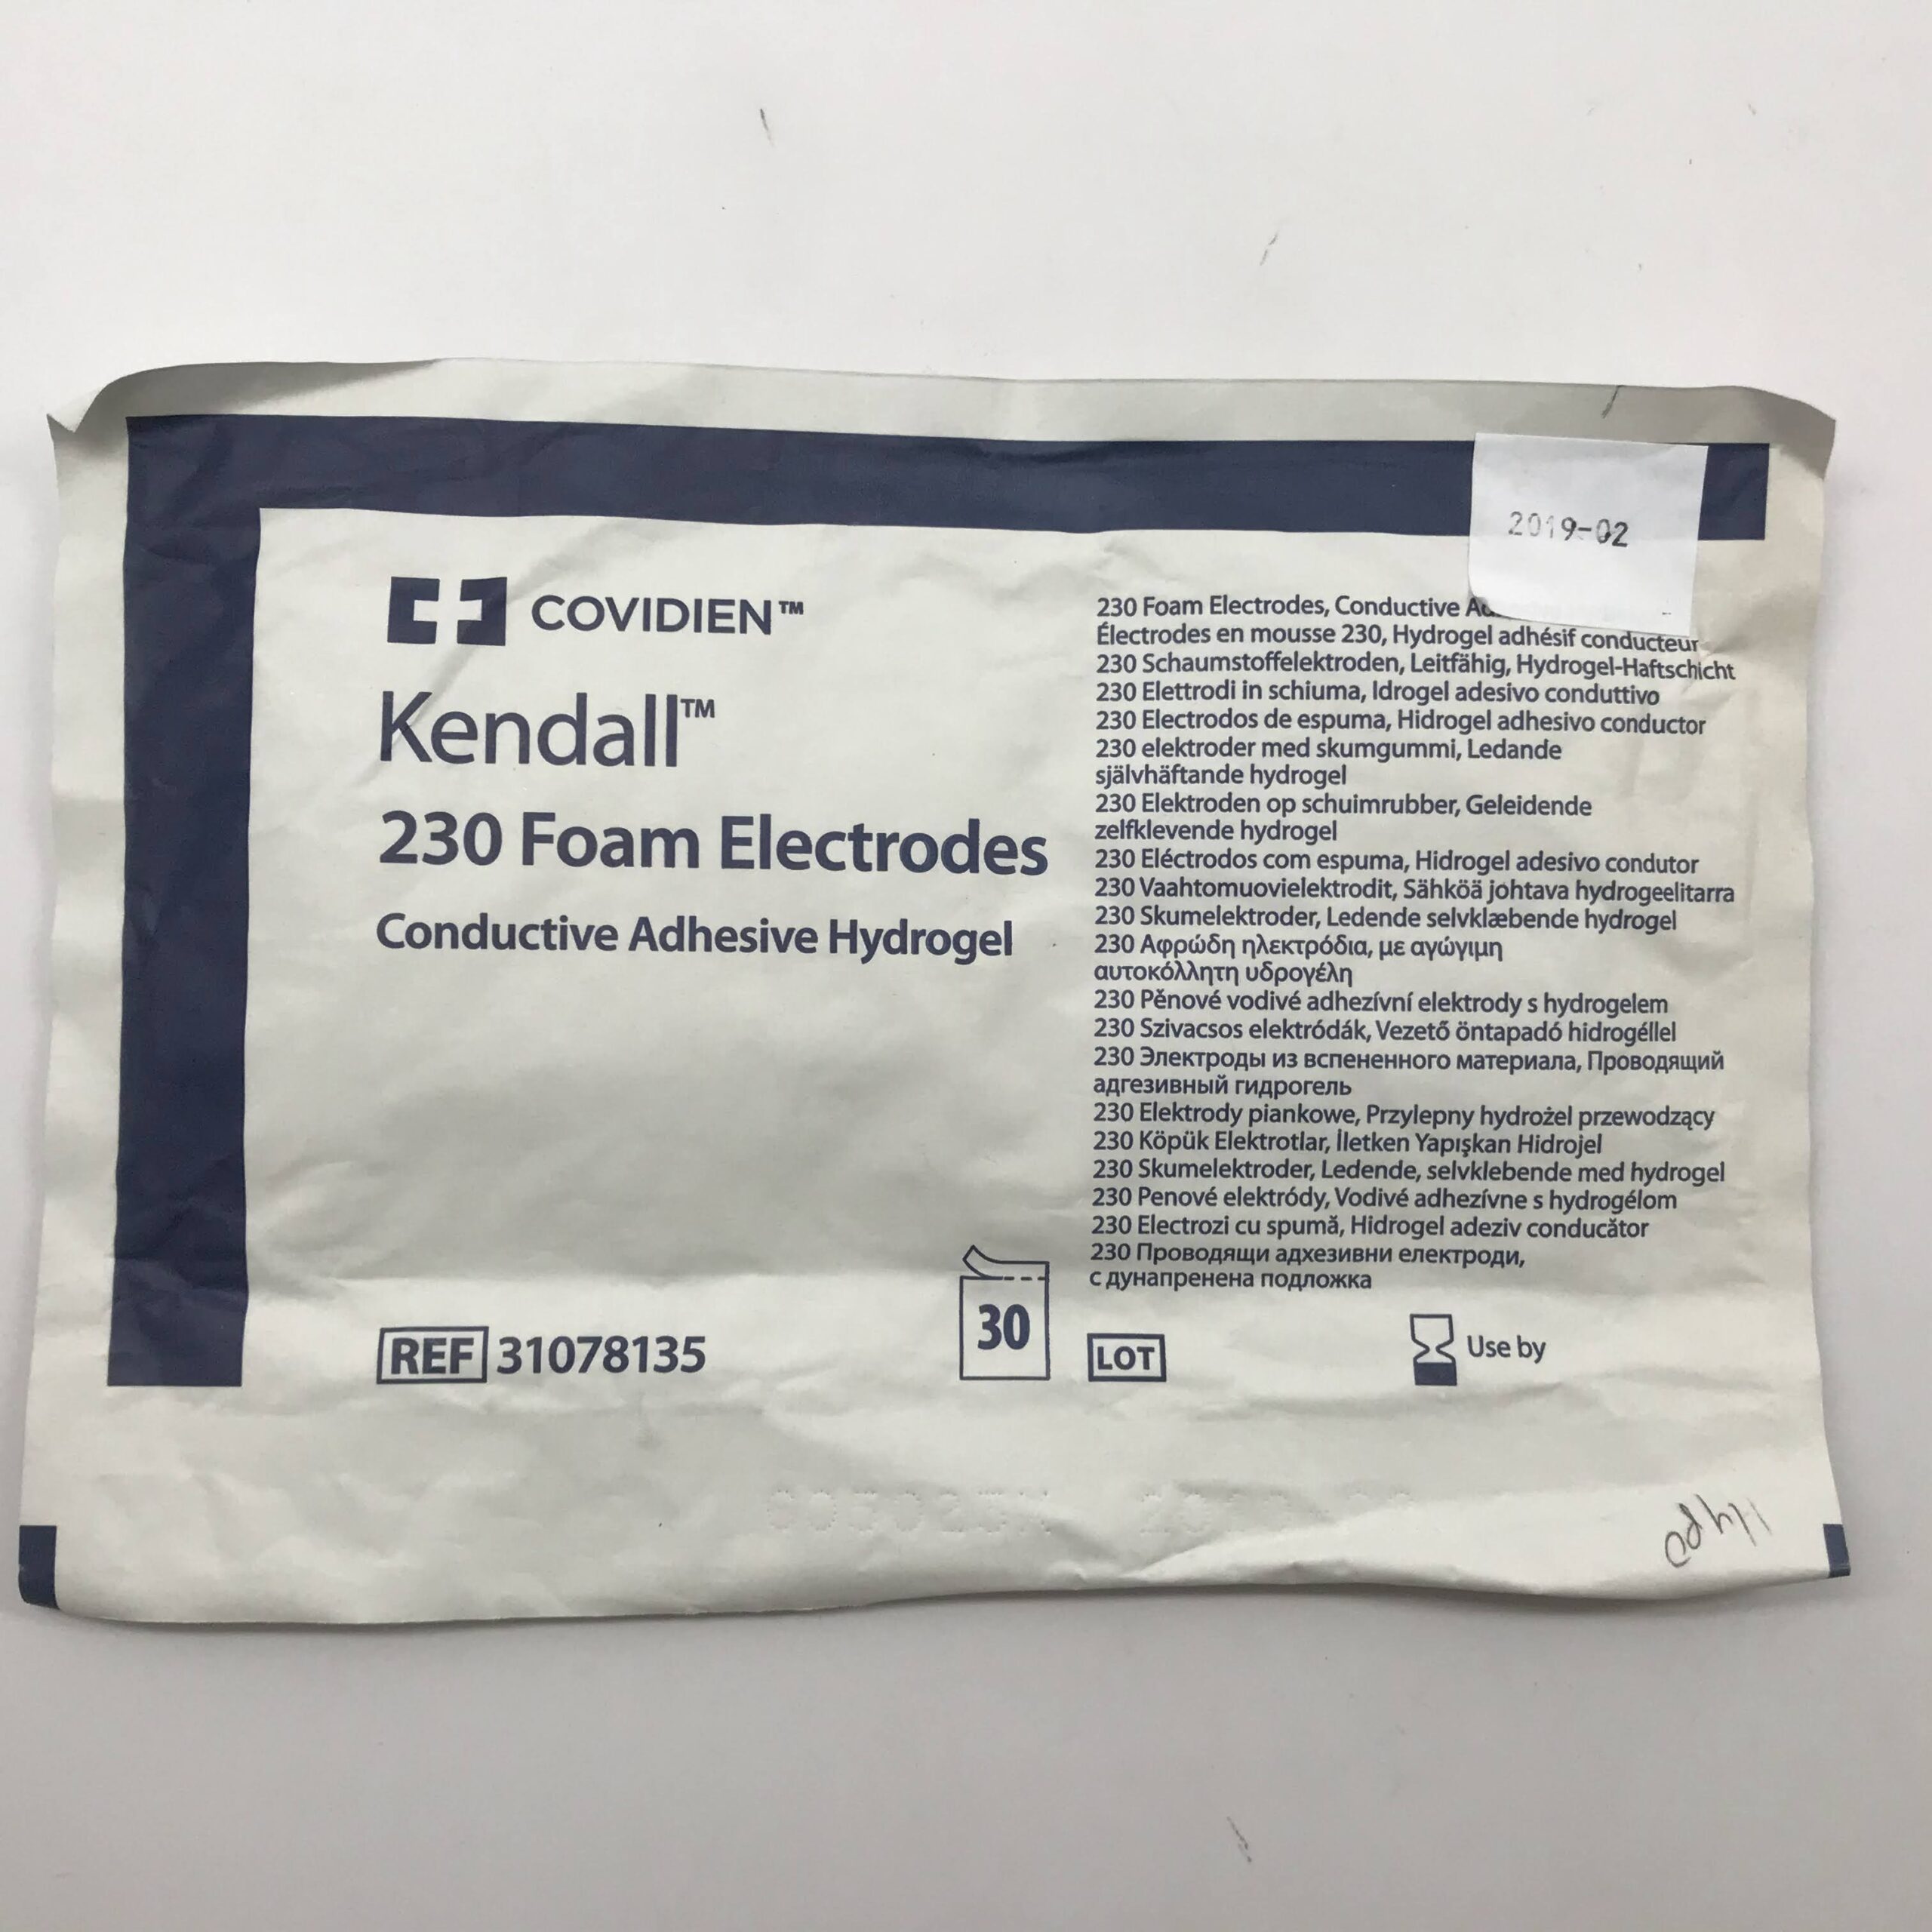 2019-02
COVIDIEN™
Kendall™
230 Foam Electrodes
Conductive Adhesive Hydrogel
230 Foam Electrodes, Conductive
Électrodes en mousse 230, Hydrogel adhésif conducteur
230 Schaumstoffelektroden, Leitfähig, Hydrogel-Haftschicht
230 Elettrodi in schiuma, Idrogel adesivo conduttivo
230 Electrodos de espuma, Hidrogel adhesivo conductor
230 elektroder med skumgummi, Ledande
självhäftande hydrogel
230 Elektroden op schuimrubber, Geleidende
zelfklevende hydrogel
230 Eléctrodos com espuma, Hidrogel adesivo condutor
230 Vaahtomuovielektrodit, Sähköä johtava hydrogeelitarra
230 Skumelektroder, Ledende selvklæbende hydrogel
230 Αφρώδη ηλεκτρόδια, με αγώγιμη
αυτοκόλλητη υδρογέλη
230 Pěnové vodivé adhezívní elektrody s hydrogelem
230 Szivacsos elektródák, Vezető öntapadó hidrogéllel
230 Электроды из вспененного материала, Проводящий
адгезивный гидрогель
230 Elektrody piankowe, Przylepny hydrożel przewodzący
230 Köpük Elektrotlar, İletken Yapışkan Hidrojel
230 Skumelektroder, Ledende, selvklebende med hydrogel
230 Penové elektródy, Vodivé adhezívne s hydrogélom
230 Electrozi cu spumă, Hidrogel adeziv conducător
230 Проводящи адхезивни електроди,
с дунапренена подложка
REF 31078135
30
LOT
Use by